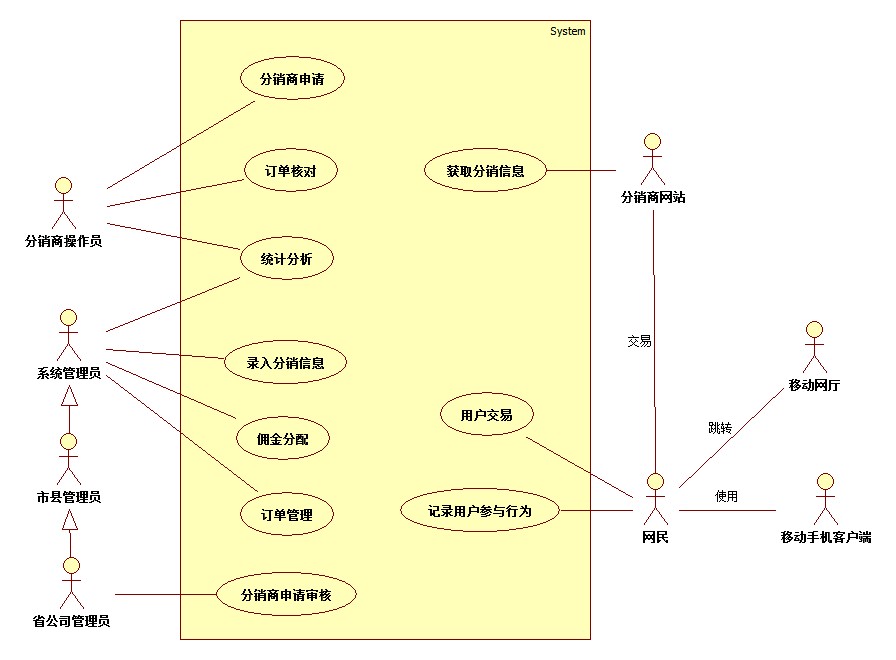 System
分销商申请
订单核对
获取分销信息
分销商网站
分销商操作员
统计分析
交易
录入分销信息
系统管理员
移动网厅
用户交易
跳转
佣金分配
市县管理员
使用
订单管理
记录用户参与行为
网民
移动手机客户端
分销商申请审核
省公司管理员